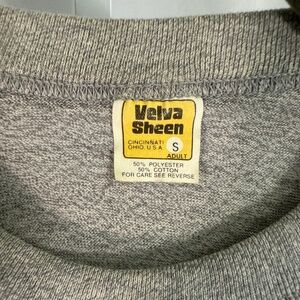 Velva
Sheen
CINCINNATI
OHIO. U.S.A.
S
ADULT
50% POLYESTER
50% COTTON
FOR CARE SEE REVERSE